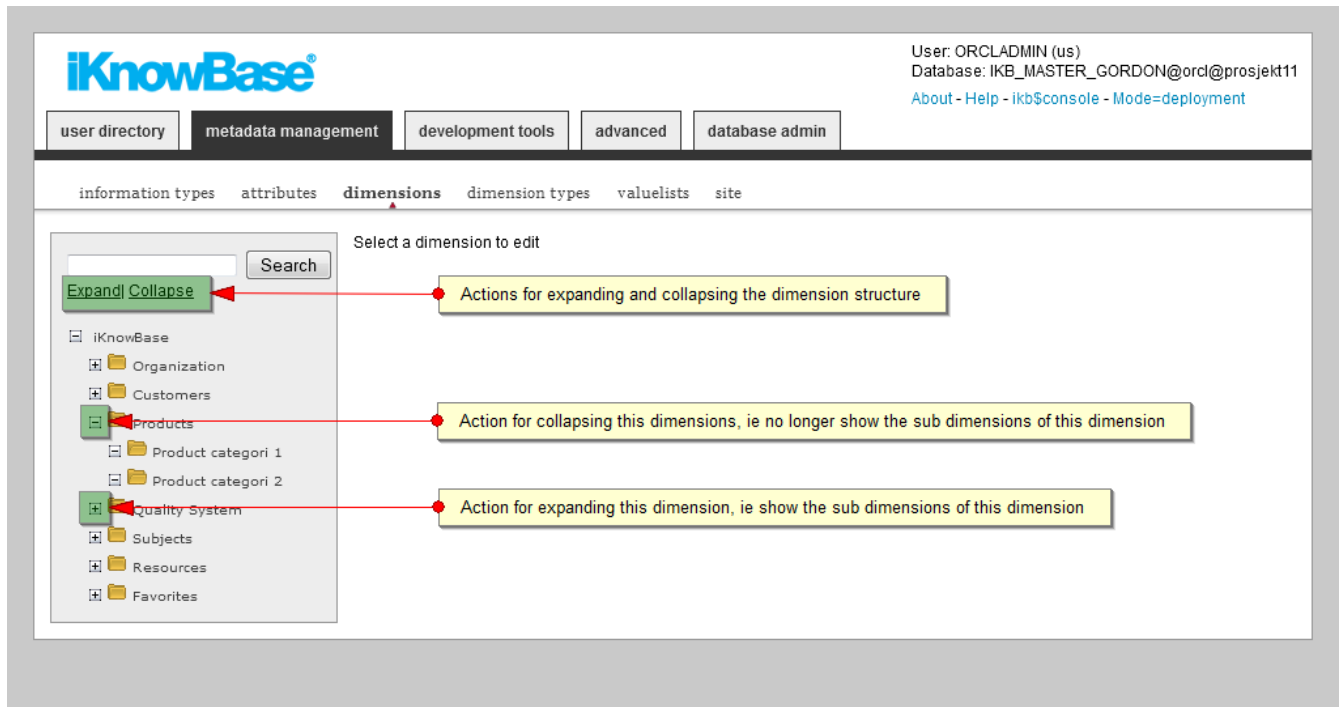 iKnowBase®
User: ORCLADMIN (us)
Database: IKB_MASTER_GORDON@orcl@prosjekt11
About - Help - ikb$console - Mode=deployment
user directory metadata management development tools advanced database admin
information types attributes dimensions dimension types valuelists site
Select a dimension to edit
Search
Expand| Collapse
Actions for expanding and collapsing the dimension structure
iKnowBase
Organization
Customers
Products
Action for collapsing this dimensions, ie no longer show the sub dimensions of this dimension
Product categori 1
Product categori 2
Quality System
Action for expanding this dimension, ie show the sub dimensions of this dimension
Subjects
Resources
Favorites